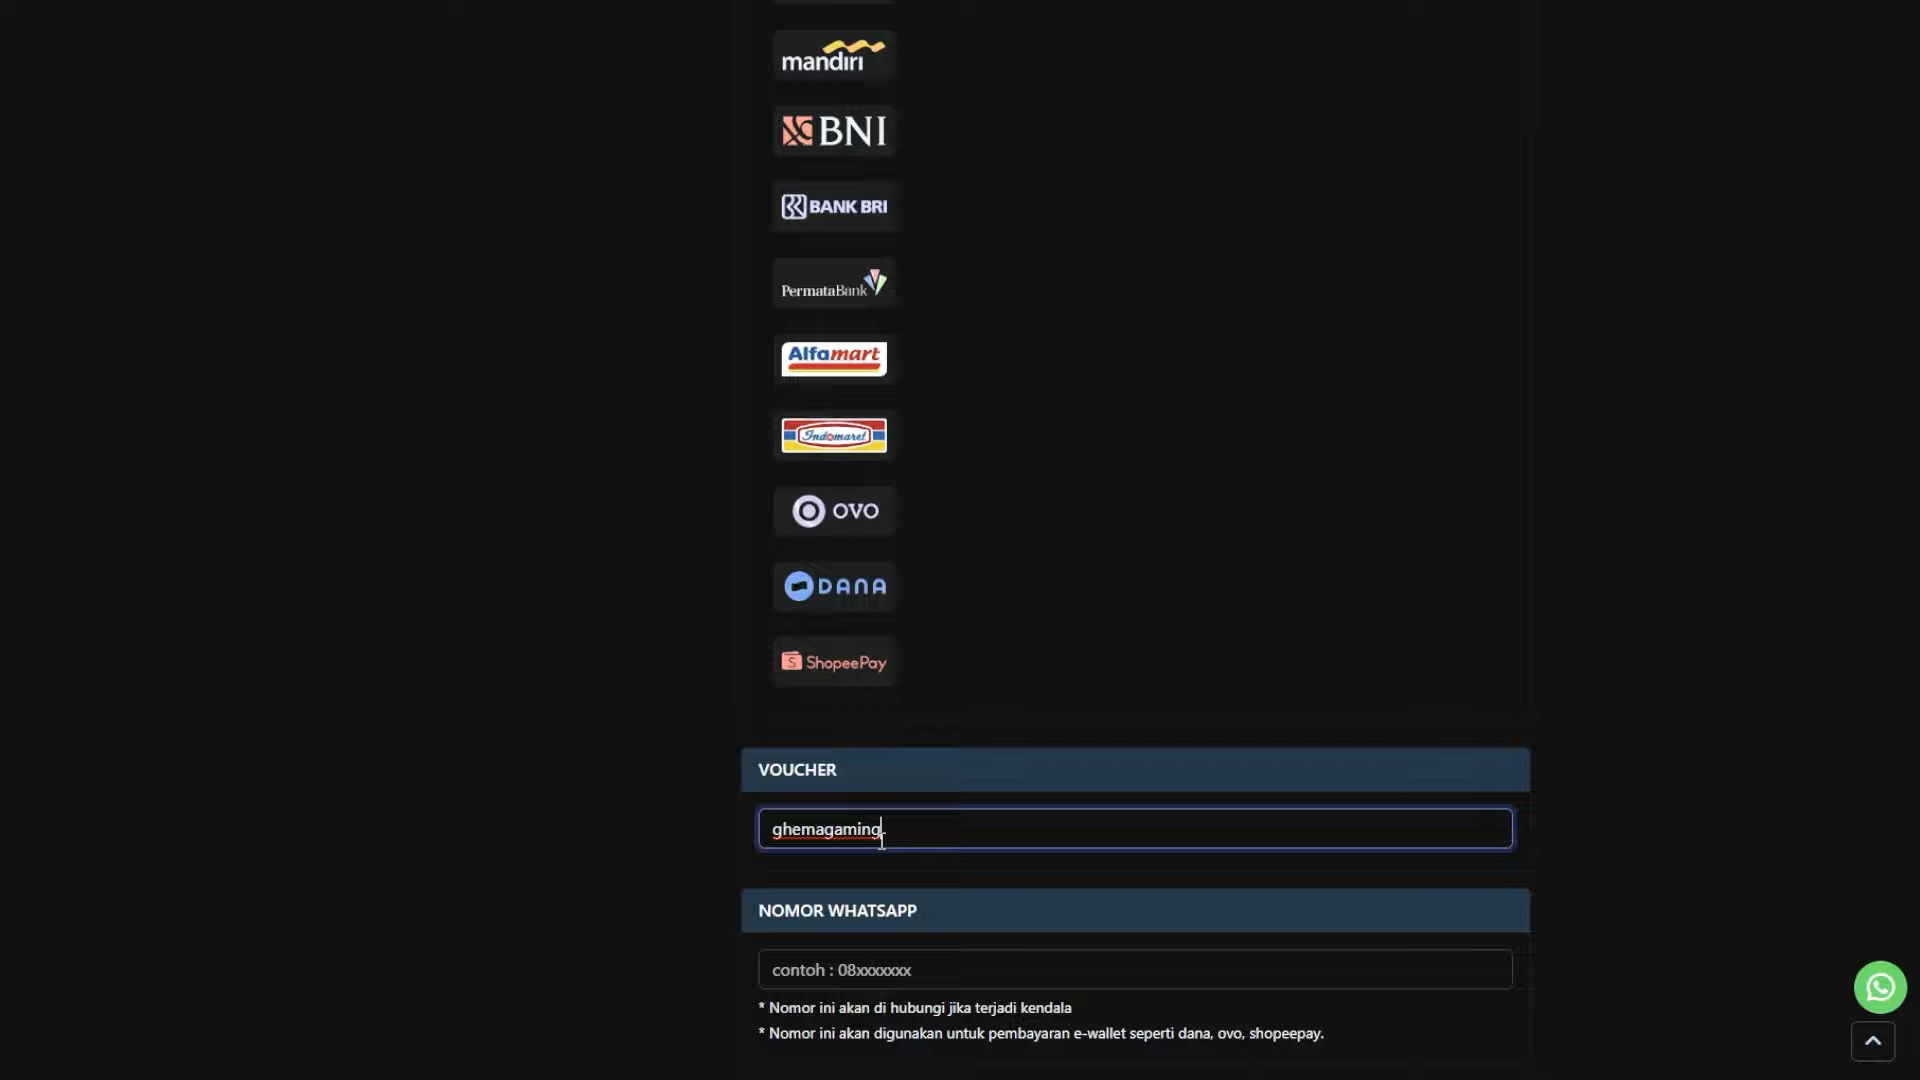 mandiri
BNI
BANK BRI
PermataBank
Alfamart
Indomaret
OVO
DANA
S ShopeePay
VOUCHER
ghemagaming
NOMOR WHATSAPP
contoh : 08xxxxxxx
* Nomor ini akan di hubungi jika terjadi kendala
* Nomor ini akan digunakan untuk pembayaran e-wallet seperti dana, ovo, shopeepay.